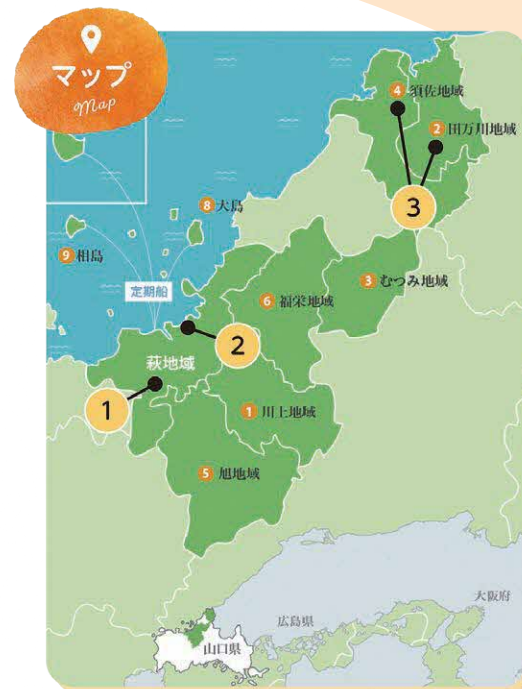 マップ
map
4 須佐地域
2 田万川地域
3
8 大島
9 相島
定期船
3 むつみ地域
6 福栄地域
2
萩地域
1
1 川上地域
5 旭地域
大阪府
広島県
山口県